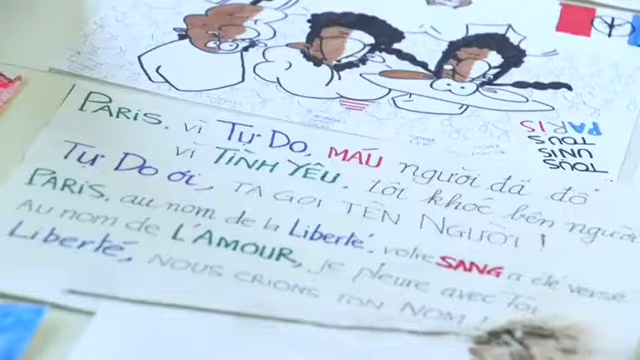 PARIS
TOUS
UNIS
TOUS
PARIS, vì TỰ DO, MÁU người đã đổ
vì TÌNH YÊU, tôi khóc bên người
TỰ DO ơi, TA GỌI TÊN NGƯỜI !
PARIS, au nom de la Liberté, votre SANG a été versé
Au nom de L'AMOUR, je pleure avec toi
Liberté, NOUS CRIONS TON NOM !